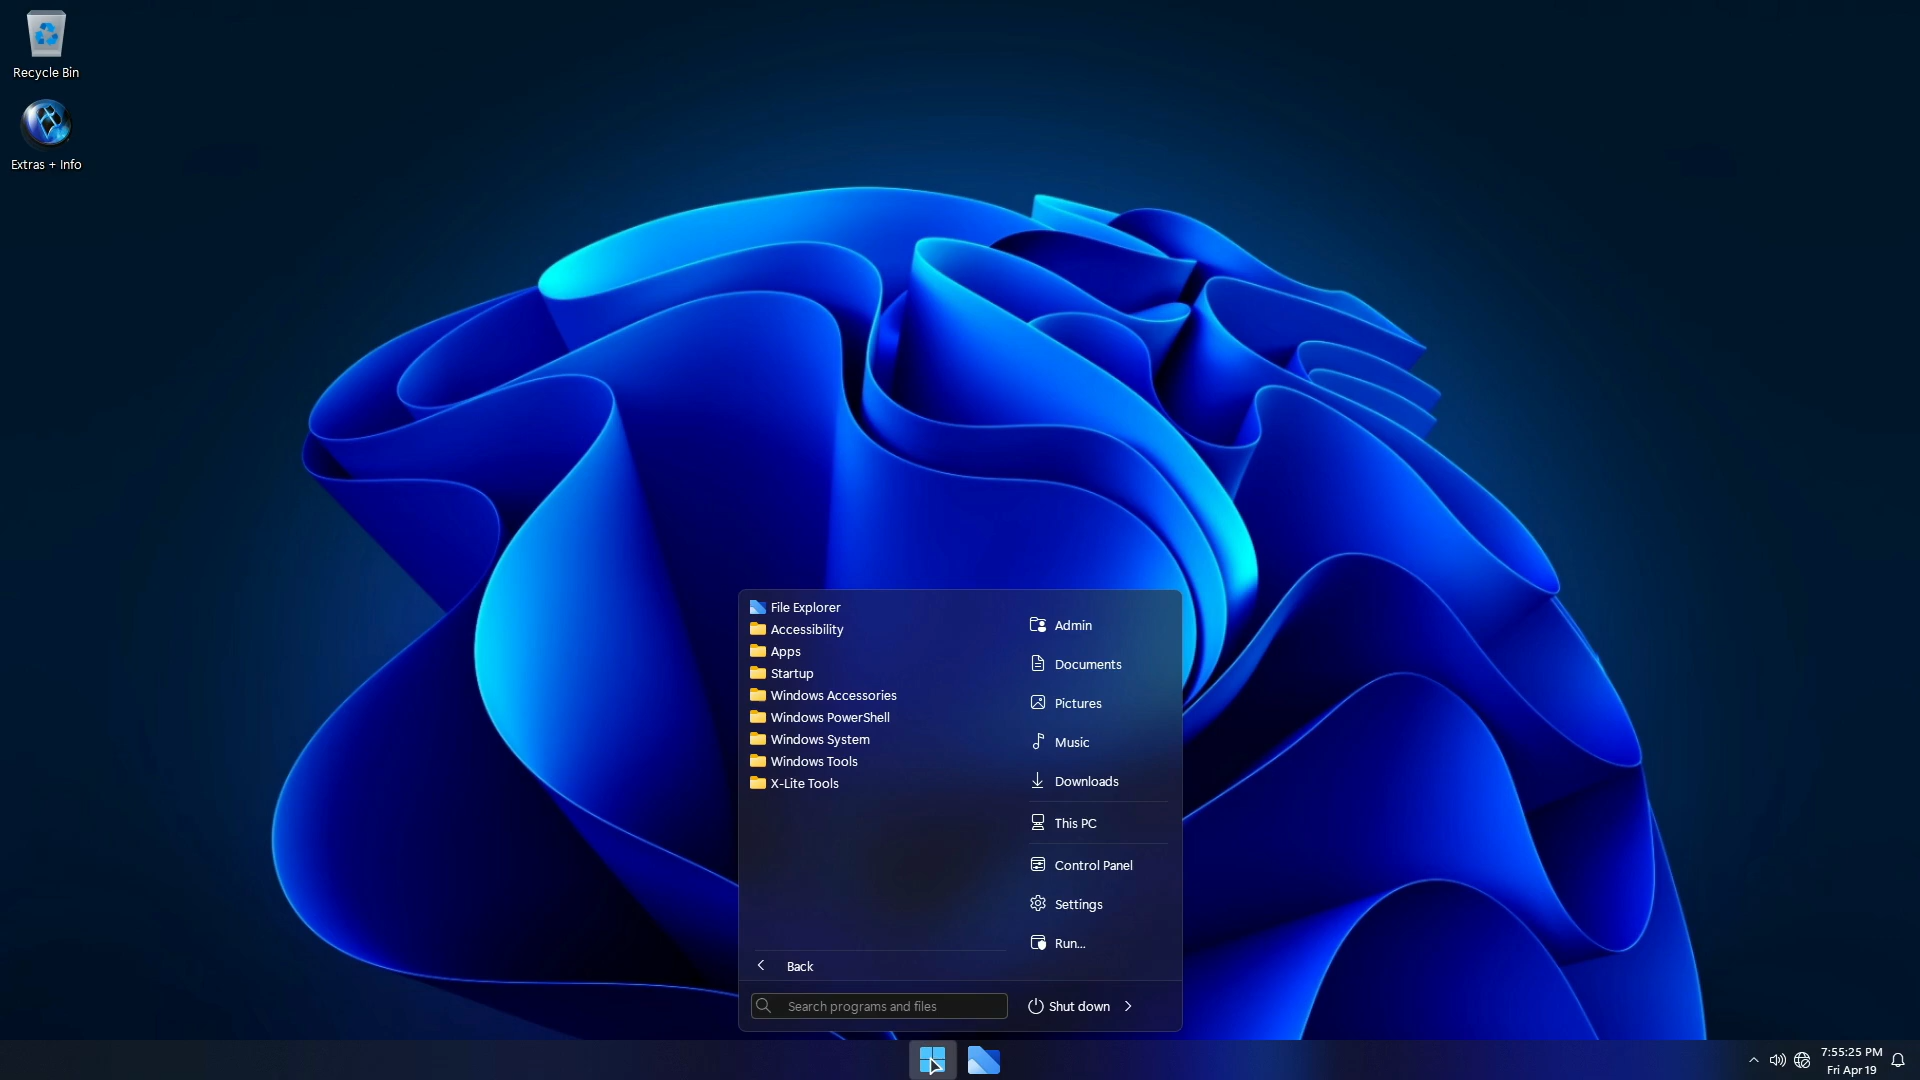 Recycle Bin
Extras + Info
File Explorer
Accessibility
Apps
Startup
Windows Accessories
Windows PowerShell
Windows System
Windows Tools
X-Lite Tools
Back
Search programs and files
Admin
Documents
Pictures
Music
Downloads
This PC
Control Panel
Settings
Run...
Shut down
7:55:25 PM
Fri Apr 19